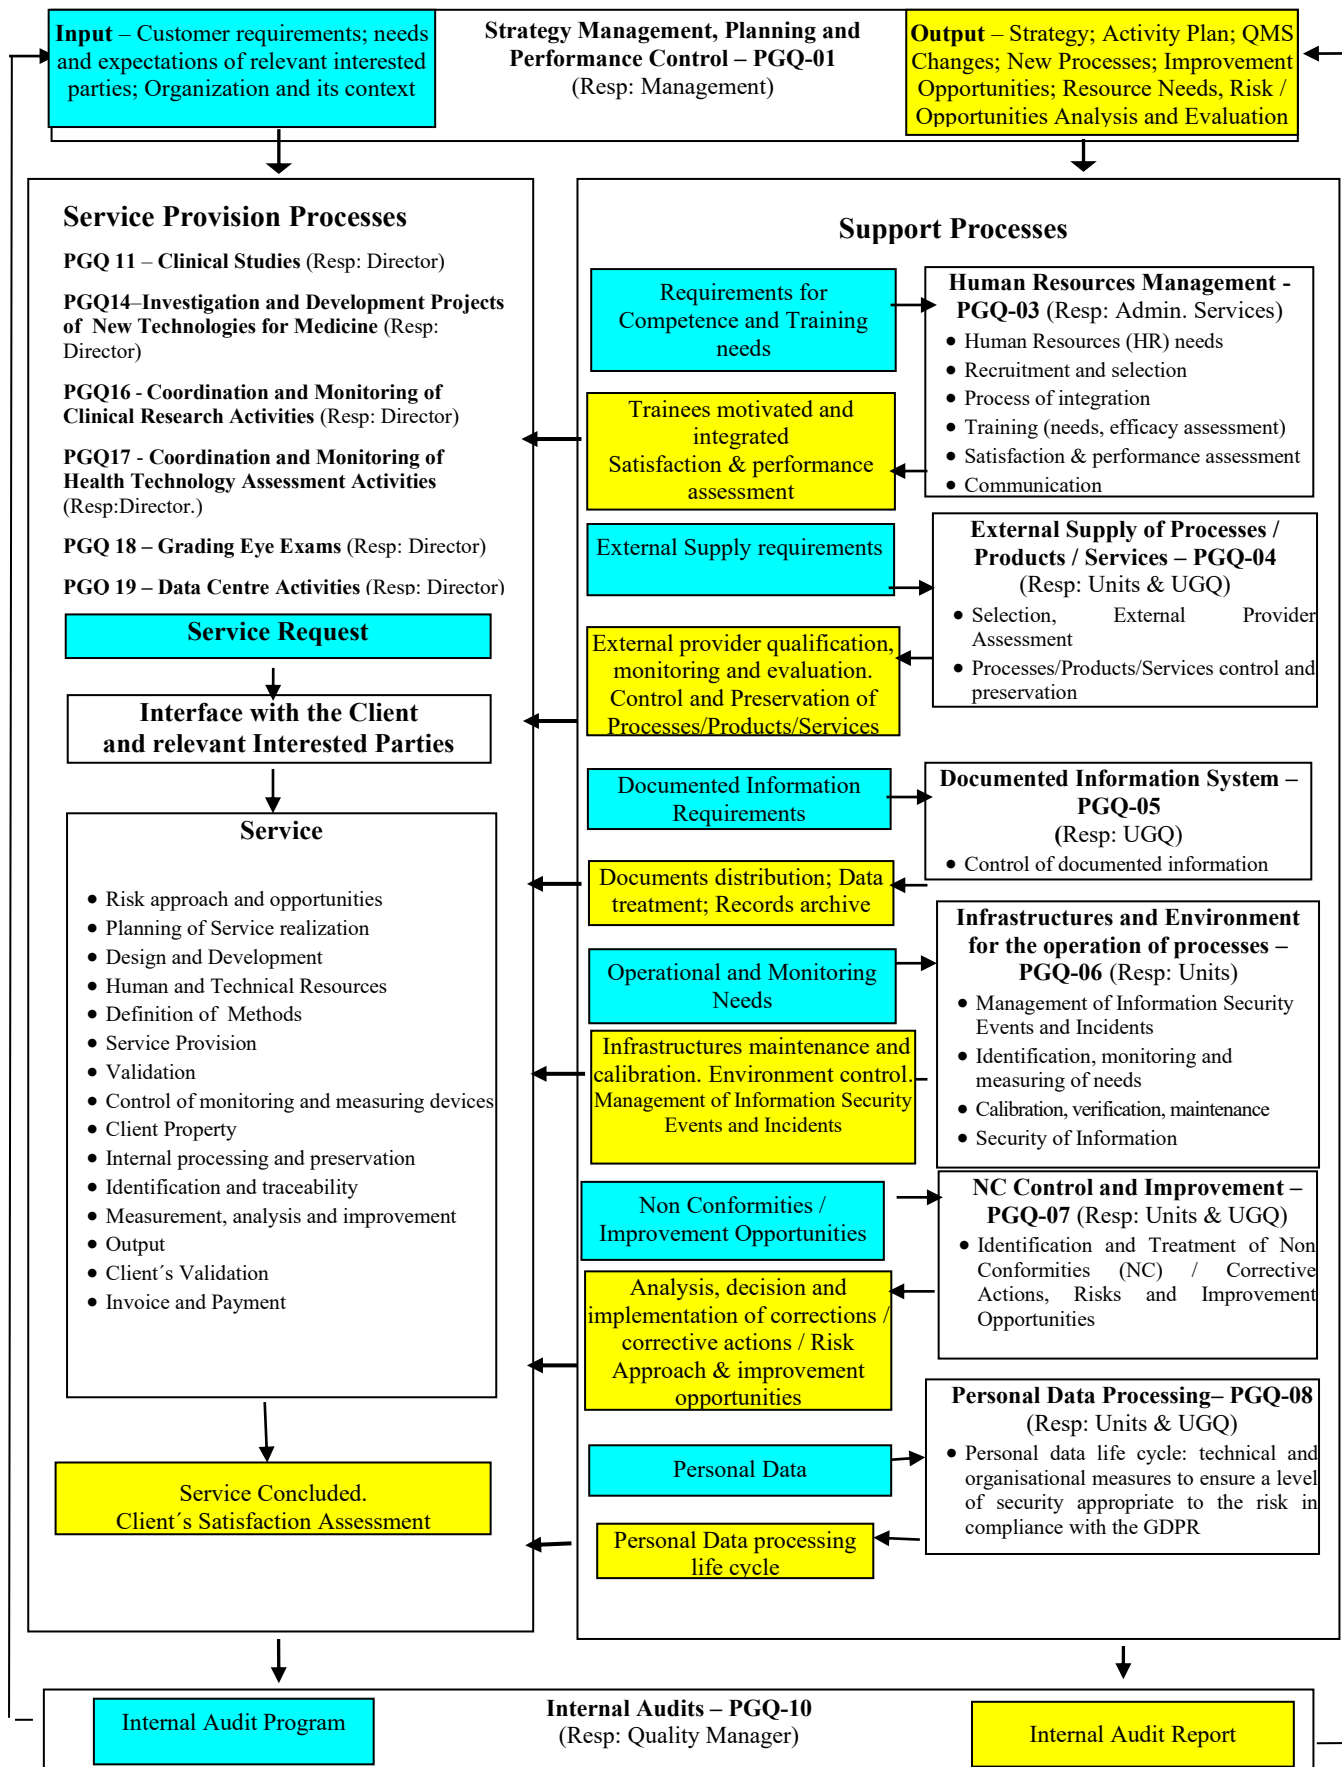 Input – Customer requirements; needs
and expectations of relevant interested
parties; Organization and its context
Strategy Management, Planning and
Performance Control – PGQ-01
(Resp: Management)
Output – Strategy; Activity Plan; QMS
Changes; New Processes; Improvement
Opportunities; Resource Needs, Risk /
Opportunities Analysis and Evaluation
Service Provision Processes
PGQ 11 – Clinical Studies (Resp: Director)
PGQ14–Investigation and Development Projects
of New Technologies for Medicine (Resp:
Director)
PGQ16 - Coordination and Monitoring of
Clinical Research Activities (Resp: Director)
PGQ17 - Coordination and Monitoring of
Health Technology Assessment Activities
(Resp:Director.)
PGQ 18 – Grading Eye Exams (Resp: Director)
PGQ 19 – Data Centre Activities (Resp: Director)
Service Request
Interface with the Client
and relevant Interested Parties
Service
• Risk approach and opportunities
• Planning of Service realization
• Design and Development
• Human and Technical Resources
• Definition of Methods
• Service Provision
• Validation
• Control of monitoring and measuring devices
• Client Property
• Internal processing and preservation
• Identification and traceability
• Measurement, analysis and improvement
• Output
• Client´s Validation
• Invoice and Payment
Service Concluded.
Client´s Satisfaction Assessment
Support Processes
Requirements for
Competence and Training
needs
Human Resources Management -
PGQ-03 (Resp: Admin. Services)
• Human Resources (HR) needs
• Recruitment and selection
• Process of integration
• Training (needs, efficacy assessment)
• Satisfaction & performance assessment
• Communication
Trainees motivated and
integrated
Satisfaction & performance
assessment
External Supply requirements
External Supply of Processes /
Products / Services – PGQ-04
(Resp: Units & UGQ)
• Selection, External Provider
Assessment
• Processes/Products/Services control and
preservation
External provider qualification,
monitoring and evaluation.
Control and Preservation of
Processes/Products/Services
Documented Information
Requirements
Documented Information System –
PGQ-05
(Resp: UGQ)
• Control of documented information
Documents distribution; Data
treatment; Records archive
Operational and Monitoring
Needs
Infrastructures and Environment
for the operation of processes –
PGQ-06 (Resp: Units)
• Management of Information Security
Events and Incidents
• Identification, monitoring and
measuring of needs
• Calibration, verification, maintenance
• Security of Information
Infrastructures maintenance and
calibration. Environment control.
Management of Information Security
Events and Incidents
Non Conformities /
Improvement Opportunities
NC Control and Improvement –
PGQ-07 (Resp: Units & UGQ)
• Identification and Treatment of Non
Conformities (NC) / Corrective
Actions, Risks and Improvement
Opportunities
Analysis, decision and
implementation of corrections /
corrective actions / Risk
Approach & improvement
opportunities
Personal Data
Personal Data Processing– PGQ-08
(Resp: Units & UGQ)
• Personal data life cycle: technical and
organisational measures to ensure a level
of security appropriate to the risk in
compliance with the GDPR
Personal Data processing
life cycle
Internal Audit Program
Internal Audits – PGQ-10
(Resp: Quality Manager)
Internal Audit Report